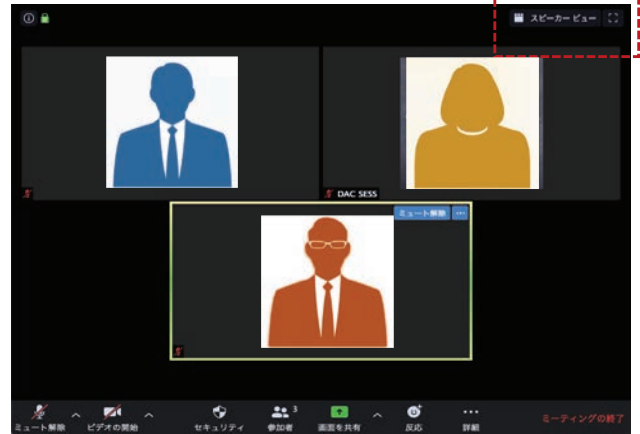 スピーカー ビュー
DAC SESS
ミュート解除
ミュート解除
ビデオの開始
セキュリティ
参加者
3
画面を共有
反応
詳細
ミーティングの終了